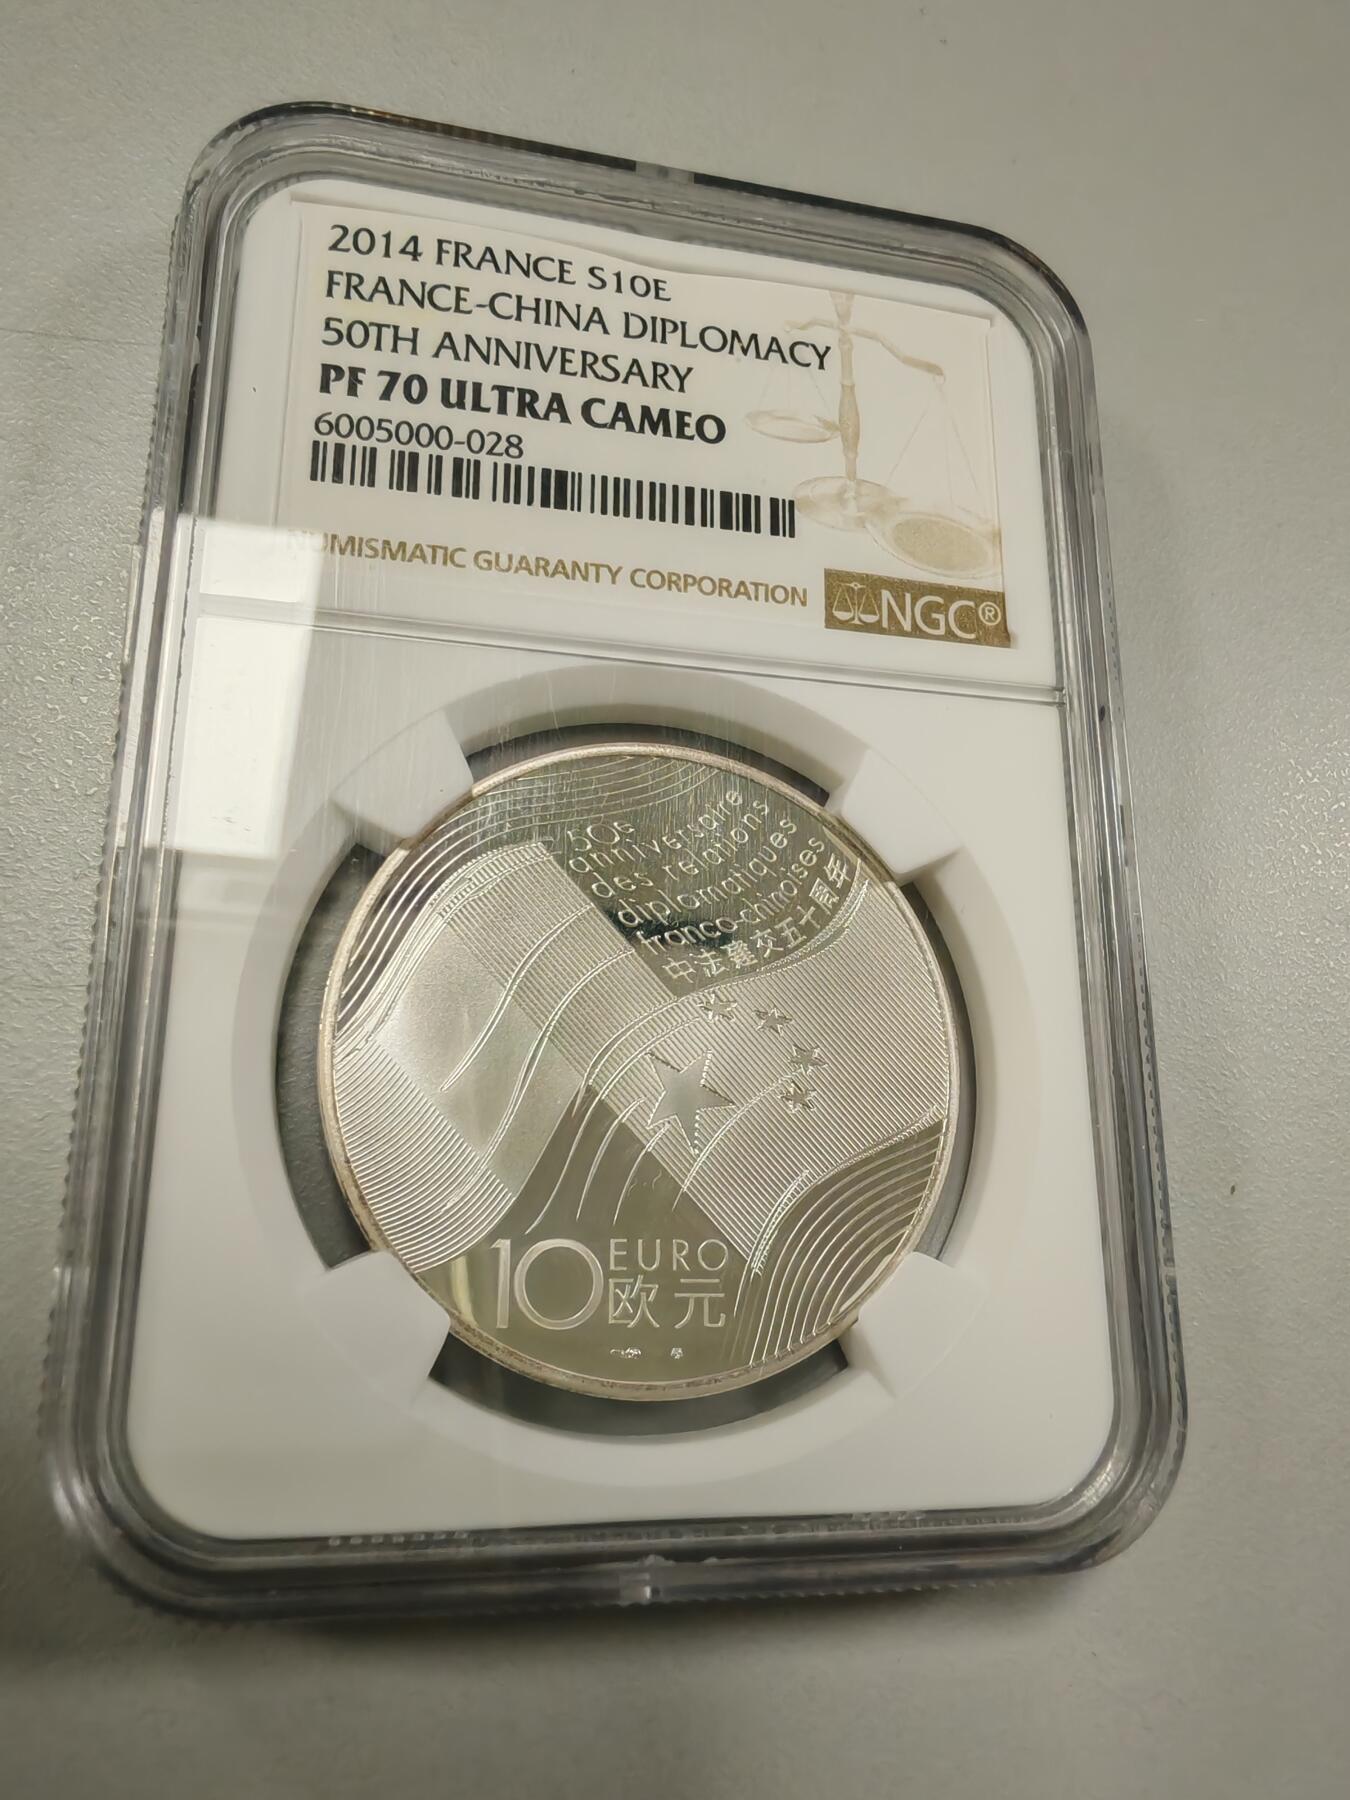 2014 FRANCE S10E
FRANCE-CHINA DIPLOMACY
50TH ANNIVERSARY
PF 70 ULTRA CAMEO
6005000-028
NUMISMATIC GUARANTY CORPORATION
NGC®
50e
anniversaire
des relations
diplomatiques
franco-chinoises
中法建交五十周年
10 EURO
欧元